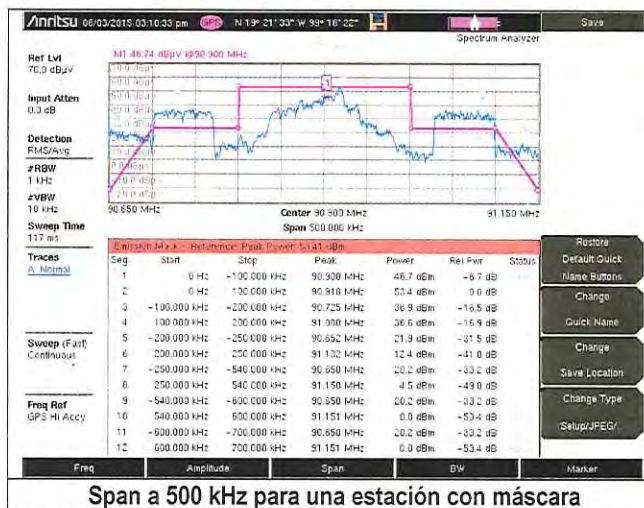 Anritsu 06/03/2015 03:10:33 pm GPS N 19° 21' 33" W 99° 16' 22" Save
Spectrum Analyzer
Ref Lvl
70.0 dBµV
M1 46.74 dBµV @90.900 MHz
1
Input Atten
0.0 dB
Detection
RMS/Avg
#RBW
1 kHz
#VBW
10 kHz
90.650 MHz Center 90.900 MHz 91.150 MHz
Span 500.000 kHz
Sweep Time
117 ms
Traces
A: Normal
Sweep (Fast)
Continuous
Freq Ref
GPS Hi Accy
Reference Peak Power
Seg Start Stop Peak Power Rel Pwr Status
1 0 Hz -100.000 kHz 90.900 MHz 46.7 dBm -6.7 dB
2 0 Hz 100.000 kHz 90.918 MHz 53.4 dBm 0.0 dB
3 -100.000 kHz -200.000 kHz 90.725 MHz 36.9 dBm -16.5 dB
4 100.000 kHz 200.000 kHz 91.000 MHz 36.6 dBm -16.9 dB
5 -200.000 kHz -250.000 kHz 90.652 MHz 21.9 dBm -31.5 dB
6 200.000 kHz 250.000 kHz 91.132 MHz 12.4 dBm -41.0 dB
7 -250.000 kHz -540.000 kHz 90.650 MHz 20.2 dBm -33.2 dB
8 250.000 kHz 540.000 kHz 91.150 MHz 4.5 dBm -49.0 dB
9 -540.000 kHz -600.000 kHz 90.650 MHz 20.2 dBm -33.2 dB
10 540.000 kHz 600.000 kHz 91.151 MHz 0.0 dBm -53.4 dB
11 -600.000 kHz -700.000 kHz 90.650 MHz 20.2 dBm -33.2 dB
12 600.000 kHz 700.000 kHz 91.151 MHz 0.0 dBm -53.4 dB
Restore
Default Quick
Name Buttons
Change
Quick Name
Change
Save Location
Change Type
Setup/JPEG/
Freq Amplitude Span BW Marker
Span a 500 kHz para una estación con máscara